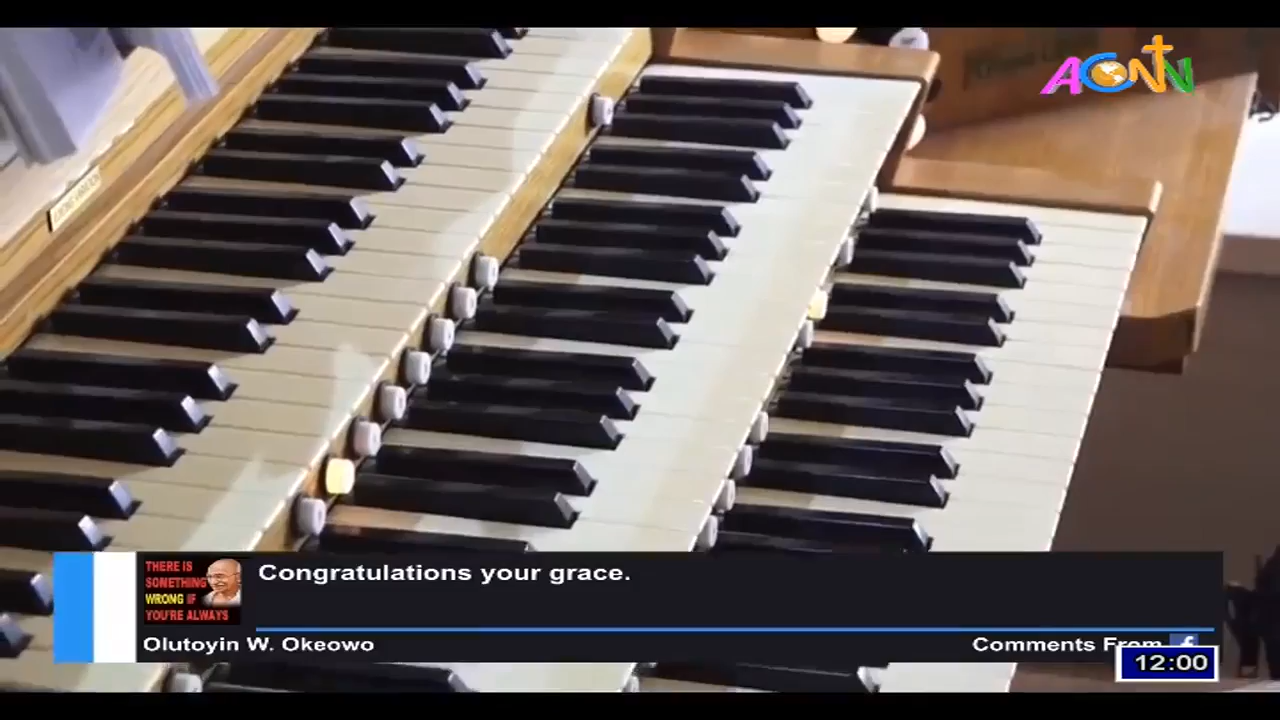 ACNN
Congratulations your grace.
THERE IS
SOMETHING
WRONG IF
YOU'RE ALWAYS
Olutoyin W. Okeowo
Comments From
12:00